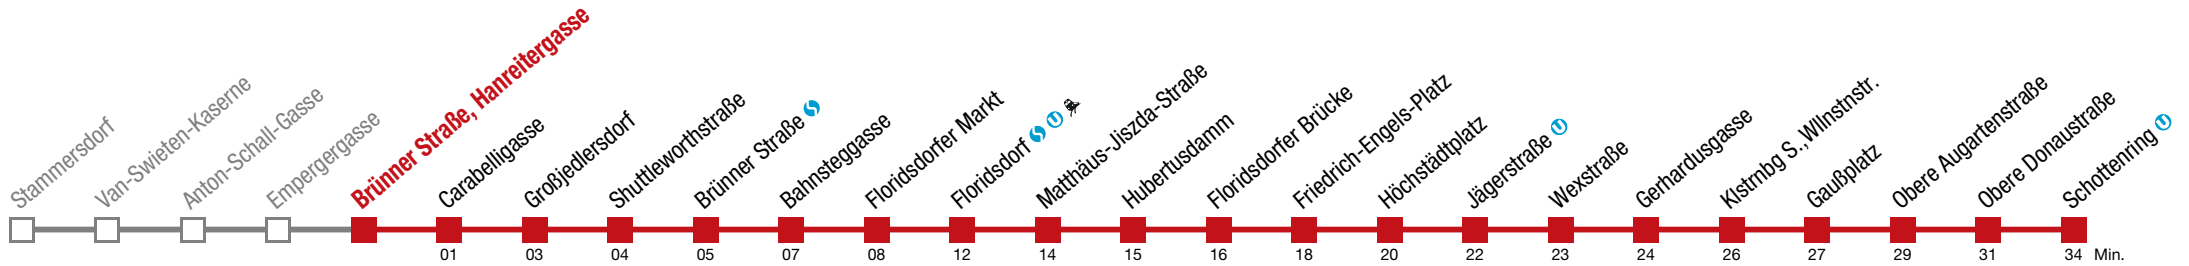 Stammersdorf
Van-Swieten-Kaserne
Anton-Schall-Gasse
Empergergasse
Brünner Straße, Hanreitergasse
Carabelligasse
Großjedlersdorf
Shuttleworthstraße
Brünner Straße S
Bahnsteggasse
Floridsdorfer Markt
Floridsdorf S U
Matthäus-Jiszda-Straße
Hubertusdamm
Floridsdorfer Brücke
Friedrich-Engels-Platz
Höchstädtplatz
Jägerstraße U
Wexstraße
Gerhardusgasse
Klstrnbg S.,Wllnstnstr.
Gaußplatz
Obere Augartenstraße
Obere Donaustraße
Schottenring U
01 03 04 05 07 08 12 14 15 16 18 20 22 23 24 26 27 29 31 34 Min.